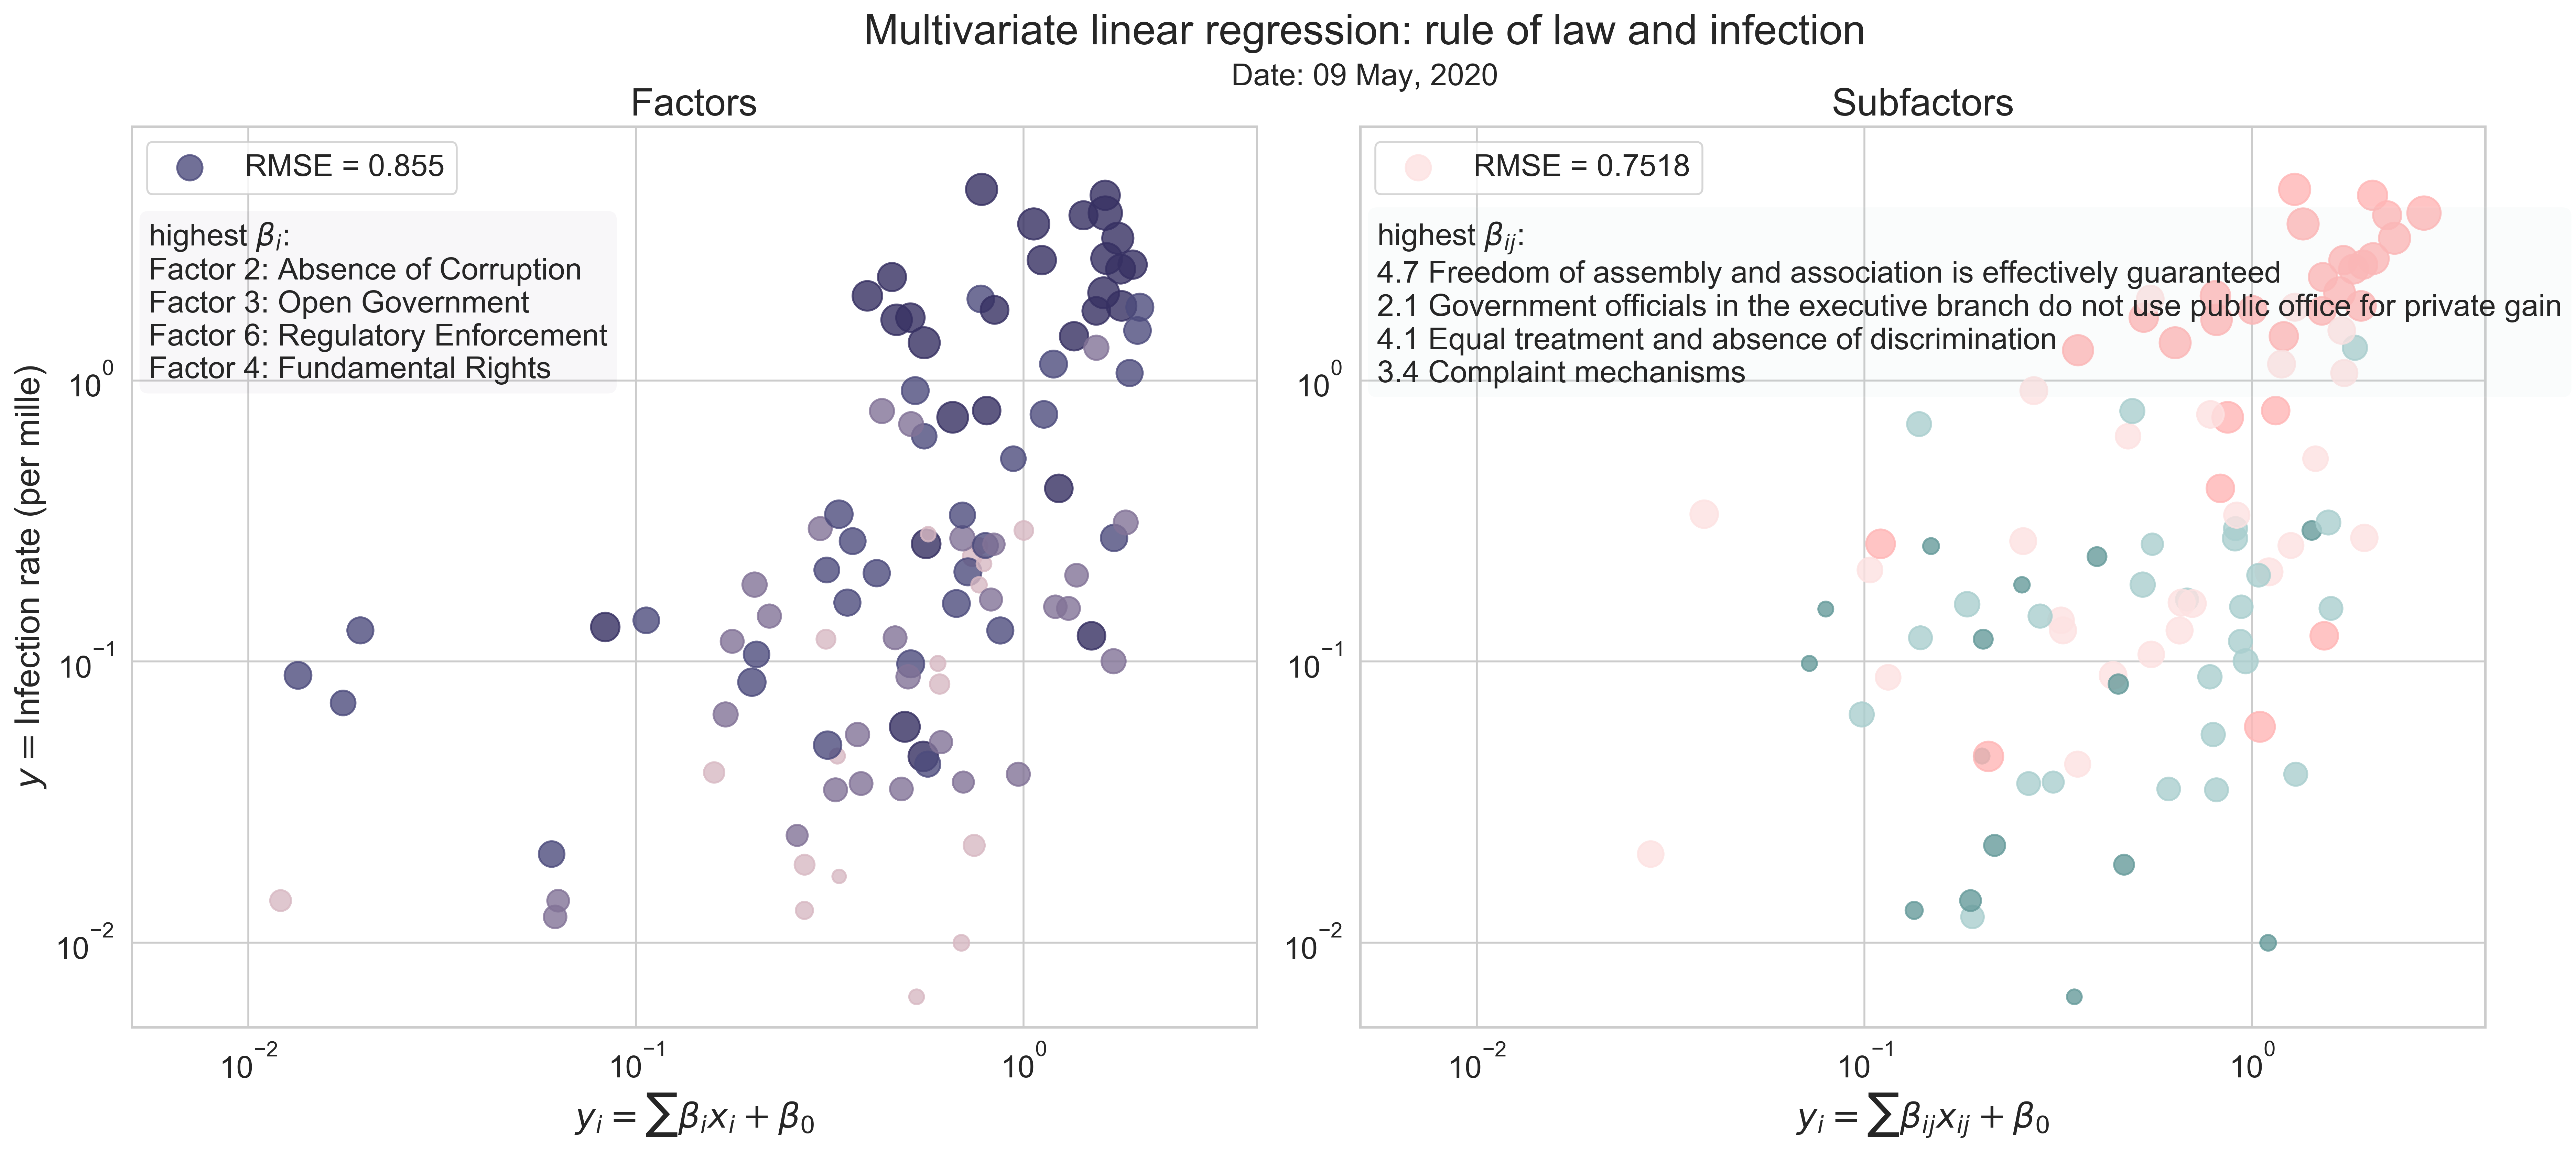 Multivariate linear regression: rule of law and infection
Date: 09 May, 2020
Factors
RMSE = 0.855
highest βᵢ:
Factor 2: Absence of Corruption
Factor 3: Open Government
Factor 6: Regulatory Enforcement
Factor 4: Fundamental Rights
y = Infection rate (per mille)
10⁰
10⁻¹
10⁻²
10⁻²
10⁻¹
10⁰
yᵢ = ∑βᵢxᵢ + β₀
Subfactors
RMSE = 0.7518
highest βᵢⱼ:
4.7 Freedom of assembly and association is effectively guaranteed
2.1 Government officials in the executive branch do not use public office for private gain
4.1 Equal treatment and absence of discrimination
3.4 Complaint mechanisms
10⁰
10⁻¹
10⁻²
10⁻²
10⁻¹
10⁰
yᵢ = ∑βᵢⱼxᵢⱼ + β₀